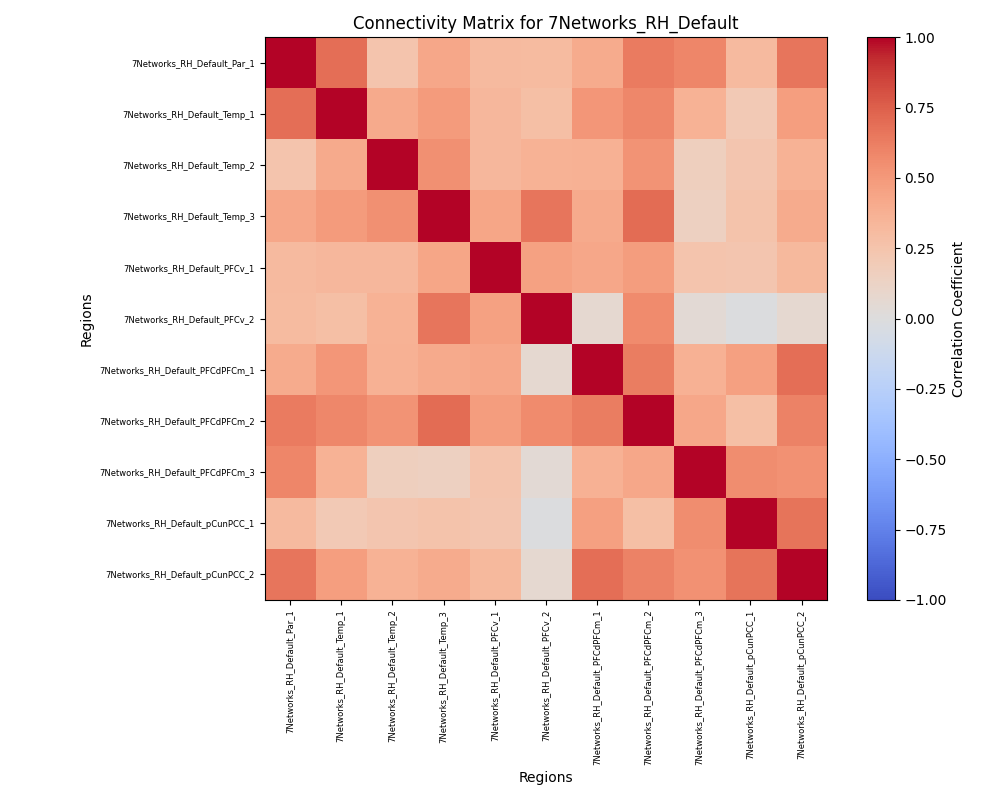 Connectivity Matrix for 7Networks_RH_Default
7Networks_RH_Default_Par_1
7Networks_RH_Default_Temp_1
7Networks_RH_Default_Temp_2
7Networks_RH_Default_Temp_3
7Networks_RH_Default_PFCv_1
7Networks_RH_Default_PFCv_2
7Networks_RH_Default_PFCdPFCm_1
7Networks_RH_Default_PFCdPFCm_2
7Networks_RH_Default_PFCdPFCm_3
7Networks_RH_Default_pCunPCC_1
7Networks_RH_Default_pCunPCC_2
Regions
7Networks_RH_Default_Par_1
7Networks_RH_Default_Temp_1
7Networks_RH_Default_Temp_2
7Networks_RH_Default_Temp_3
7Networks_RH_Default_PFCv_1
7Networks_RH_Default_PFCv_2
7Networks_RH_Default_PFCdPFCm_1
7Networks_RH_Default_PFCdPFCm_2
7Networks_RH_Default_PFCdPFCm_3
7Networks_RH_Default_pCunPCC_1
7Networks_RH_Default_pCunPCC_2
Regions
1.00
0.75
0.50
0.25
0.00
−0.25
−0.50
−0.75
−1.00
Correlation Coefficient